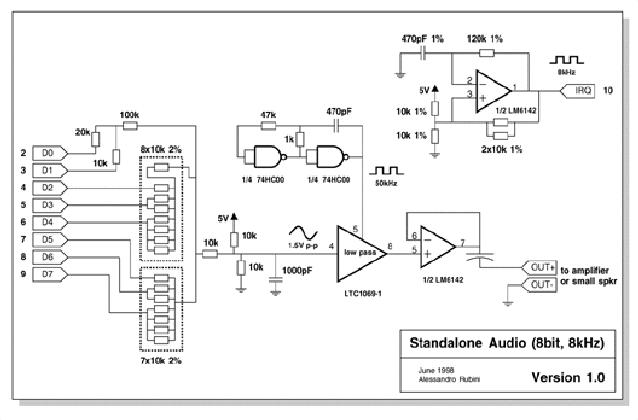 470pF 1%
120k 1%
8kHz
2
1
IRQ
10
5V
3
10k 1%
1/2 LM6142
10k 1%
2x10k 1%
100k
20k
47k
470pF
1k
2 D0
10k
8x10k 2%
3 D1
1/4 74HC00
1/4 74HC00
4 D2
50kHz
5 D3
6 D4
5V
7 D5
10k
10k
1.5V p-p
4
5
low pass
8
6
5
7
8 D6
10k
1000pF
1/2 LM6142
OUT+
to amplifier
9 D7
LTC1069-1
OUT-
or small spkr
7x10k 2%
Standalone Audio (8bit, 8kHz)
June 1998
Alessandro Rubini
Version 1.0